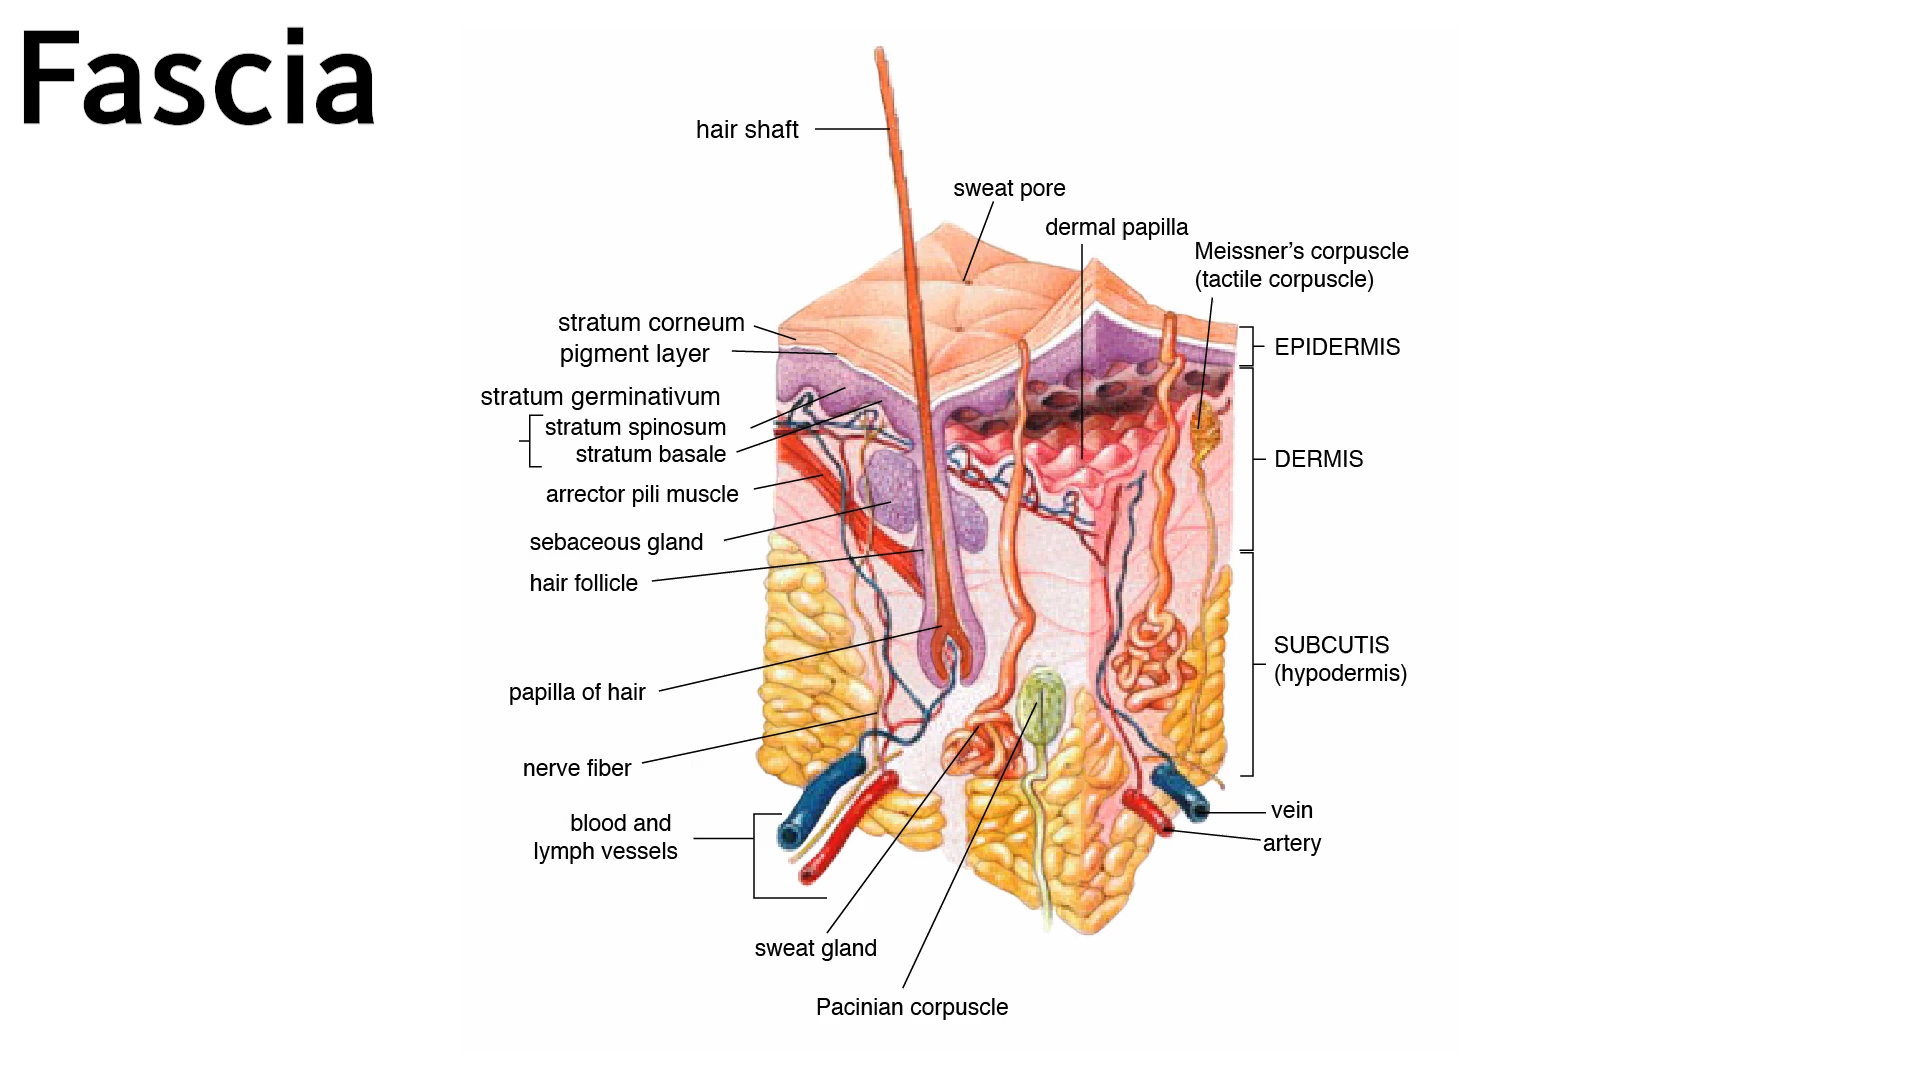 Fascia
hair shaft
sweat pore
dermal papilla
Meissner’s corpuscle
(tactile corpuscle)
stratum corneum
pigment layer
stratum germinativum
stratum spinosum
stratum basale
arrector pili muscle
sebaceous gland
hair follicle
papilla of hair
nerve fiber
blood and
lymph vessels
sweat gland
Pacinian corpuscle
EPIDERMIS
DERMIS
SUBCUTIS
(hypodermis)
vein
artery